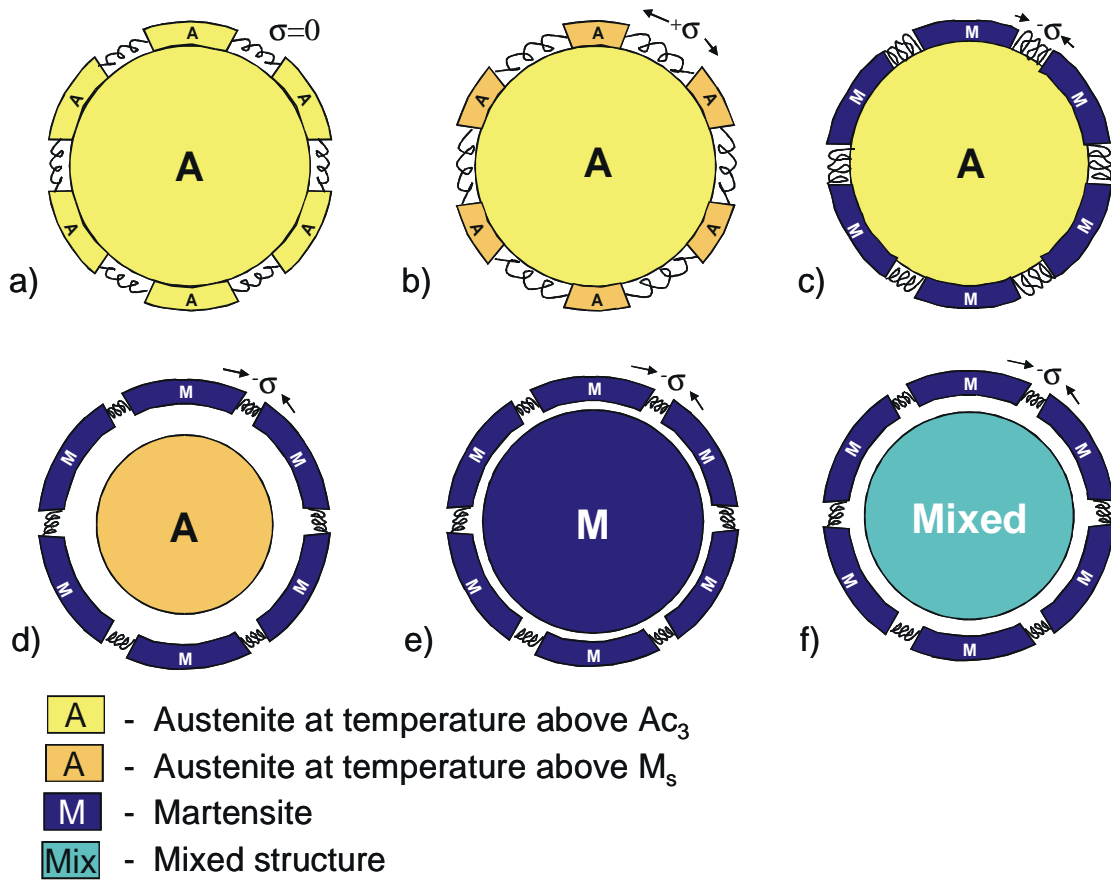 A
σ=0
A
A
A
A
A
A
a)
A
+σ
A
A
A
A
A
A
b)
M
-σ
M
M
A
M
M
M
c)
M
-σ
M
M
A
M
M
M
d)
M
-σ
M
M
M
M
M
M
e)
M
-σ
M
M
Mixed
M
M
M
f)
A - Austenite at temperature above Ac₃
A - Austenite at temperature above Mₛ
M - Martensite
Mix - Mixed structure